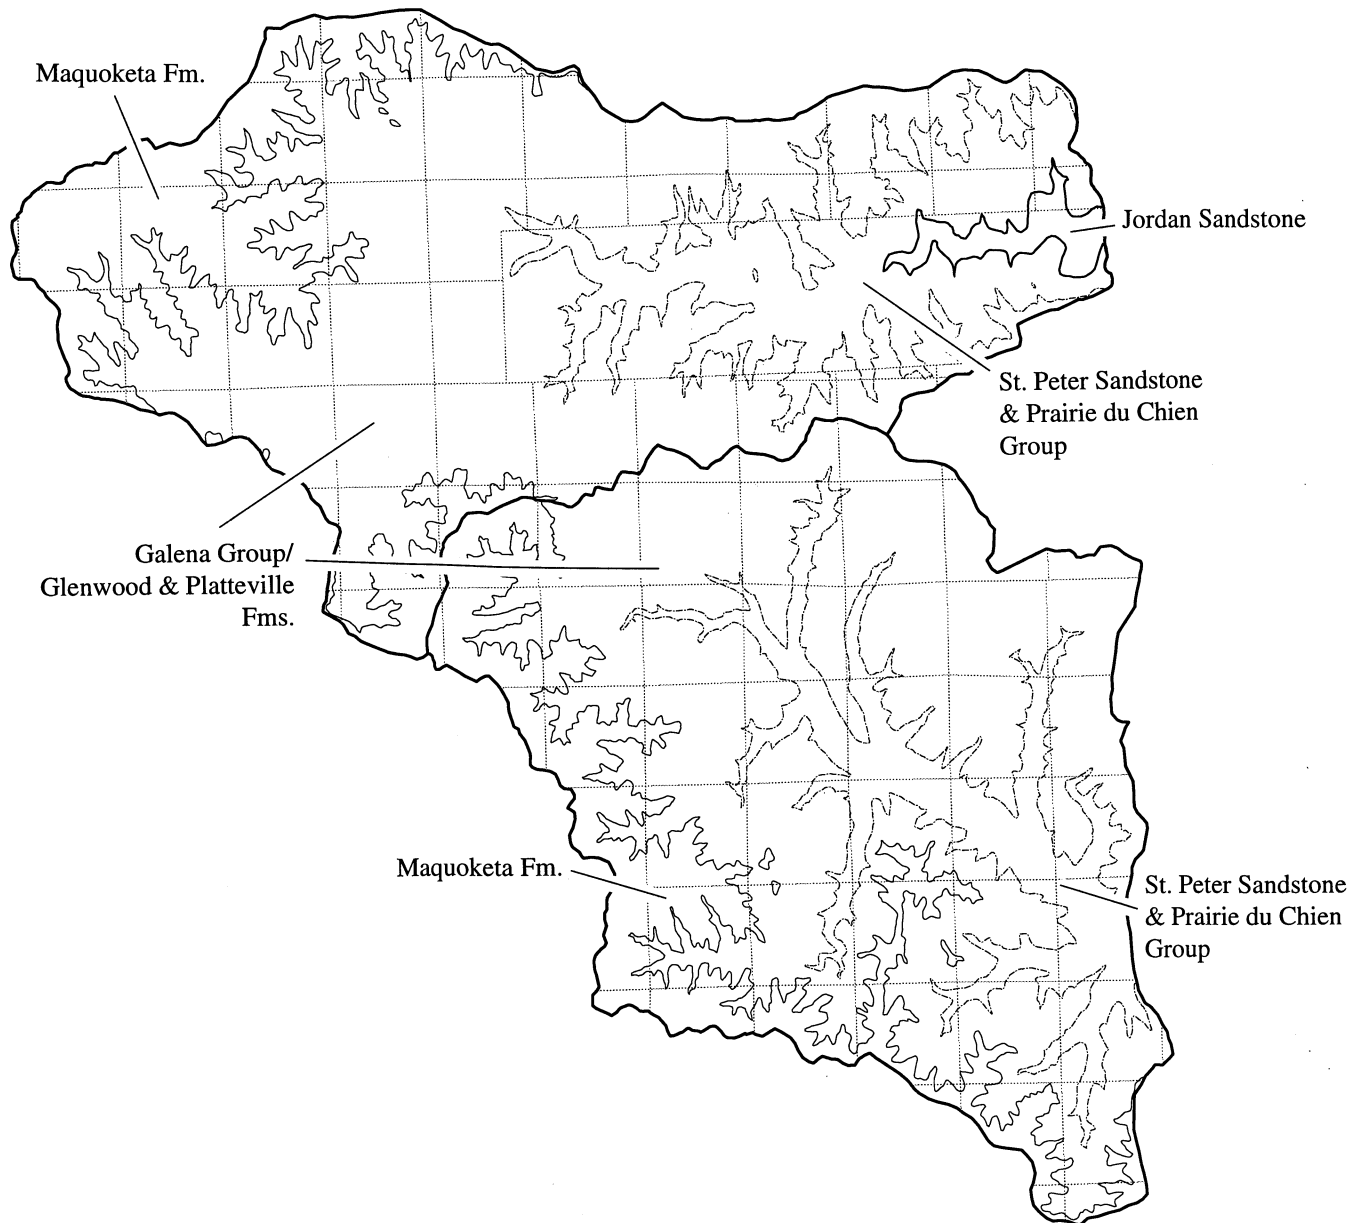 Maquoketa Fm.
Jordan Sandstone
St. Peter Sandstone
& Prairie du Chien
Group
Galena Group/
Glenwood & Platteville
Fms.
Maquoketa Fm.
St. Peter Sandstone
& Prairie du Chien
Group